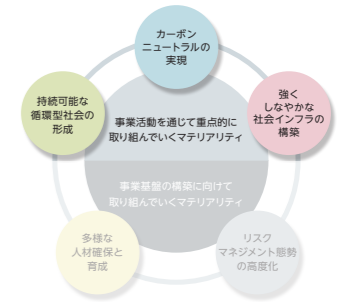 カーボン
ニュートラルの
実現
持続可能な
循環型社会の
形成
強く
しなやかな
社会インフラの
構築
事業活動を通じて重点的に
取り組んでいくマテリアリティ
事業基盤の構築に向けて
取り組んでいくマテリアリティ
多様な
人材確保と
育成
リスク
マネジメント態勢
の高度化